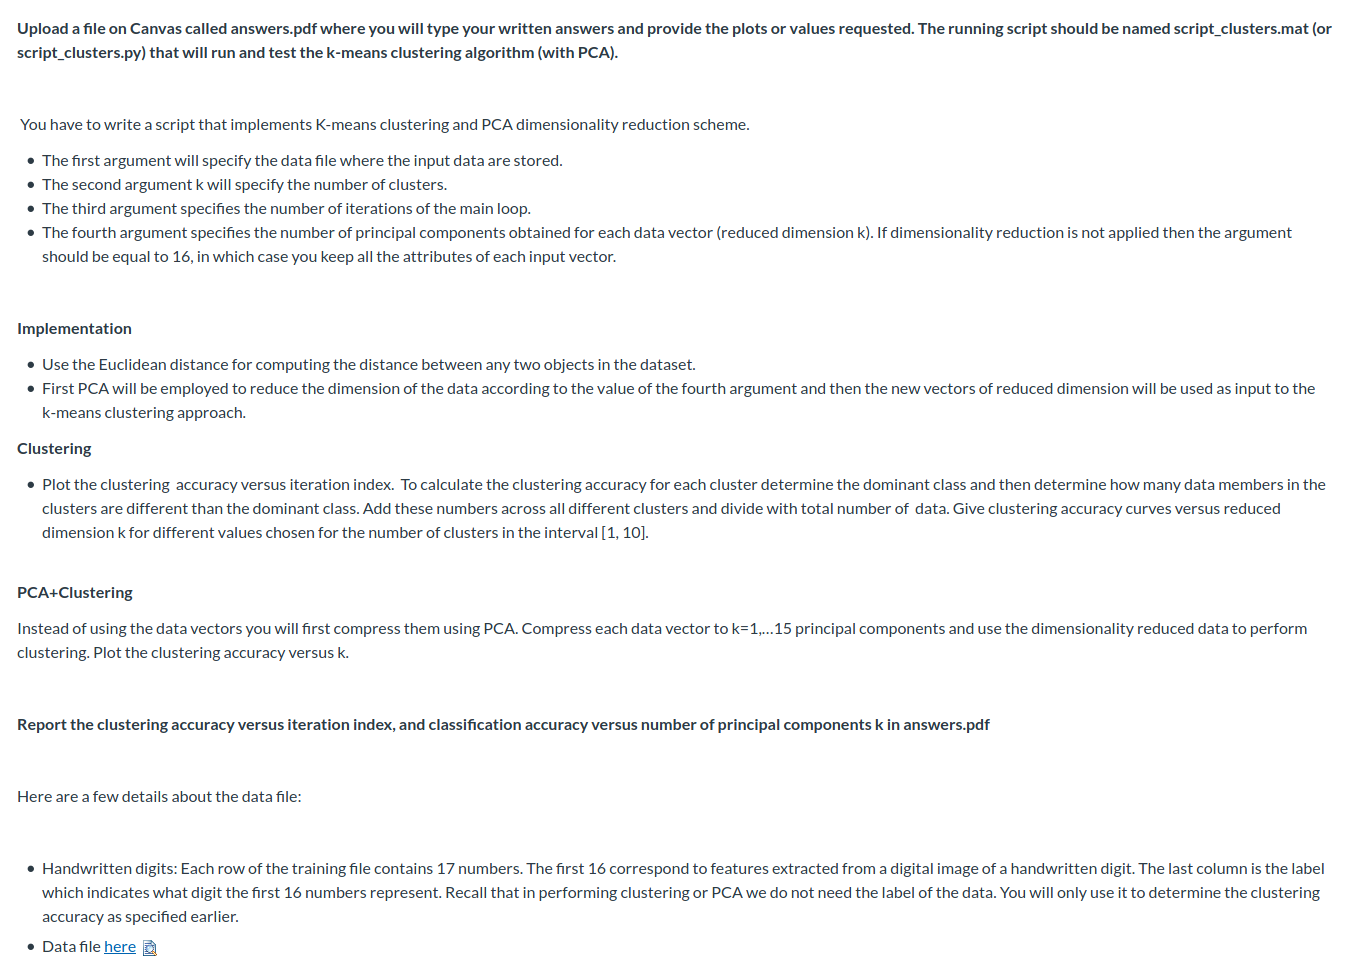 Upload a file on Canvas called answers.pdf where you will type your written answers and provide the plots or values requested. The running script should be named script_clusters.mat (or
script_clusters.py) that will run and test the k-means clustering algorithm (with PCA).
You have to write a script that implements K-means clustering and PCA dimensionality reduction scheme.
• The first argument will specify the data file where the input data are stored.
• The second argument k will specify the number of clusters.
• The third argument specifies the number of iterations of the main loop.
• The fourth argument specifies the number of principal components obtained for each data vector (reduced dimension k). If dimensionality reduction is not applied then the argument
should be equal to 16, in which case you keep all the attributes of each input vector.
Implementation
• Use the Euclidean distance for computing the distance between any two objects in the dataset.
• First PCA will be employed to reduce the dimension of the data according to the value of the fourth argument and then the new vectors of reduced dimension will be used as input to the
k-means clustering approach.
Clustering
• Plot the clustering accuracy versus iteration index. To calculate the clustering accuracy for each cluster determine the dominant class and then determine how many data members in the
clusters are different than the dominant class. Add these numbers across all different clusters and divide with total number of data. Give clustering accuracy curves versus reduced
dimension k for different values chosen for the number of clusters in the interval [1, 10].
PCA+Clustering
Instead of using the data vectors you will first compress them using PCA. Compress each data vector to k=1,...15 principal components and use the dimensionality reduced data to perform
clustering. Plot the clustering accuracy versus k.
Report the clustering accuracy versus iteration index, and classification accuracy versus number of principal components k in answers.pdf
Here are a few details about the data file:
• Handwritten digits: Each row of the training file contains 17 numbers. The first 16 correspond to features extracted from a digital image of a handwritten digit. The last column is the label
which indicates what digit the first 16 numbers represent. Recall that in performing clustering or PCA we do not need the label of the data. You will only use it to determine the clustering
accuracy as specified earlier.
• Data file here